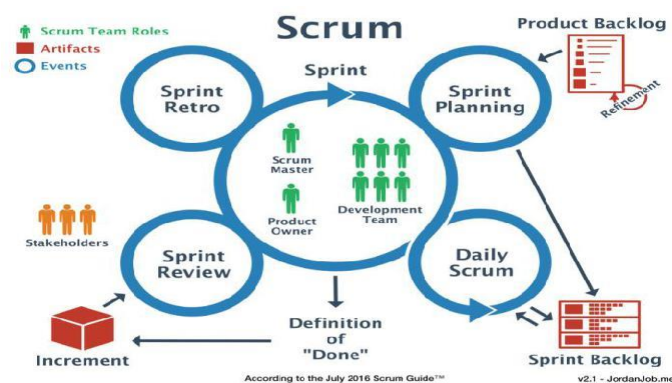 Scrum
Scrum Team Roles
Artifacts
Events
Product Backlog
Refinement
Sprint
Sprint
Retro
Sprint
Planning
Scrum
Master
Product
Owner
Development
Team
Stakeholders
Sprint
Review
Daily
Scrum
Increment
Definition
of
"Done"
Sprint Backlog
According to the July 2016 Scrum Guide™
v2.1 - JordanJob.me